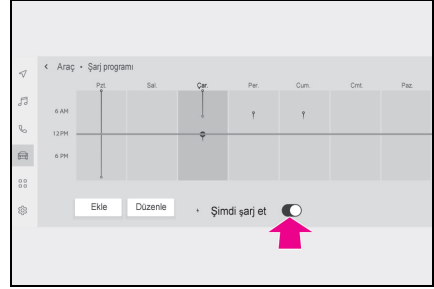 < Araç • Şarj programı
Pzt. Sal. Çar. Per. Cum. Cmt. Paz.
6 AM
12 PM
6 PM
Ekle Düzenle + Şimdi şarj et